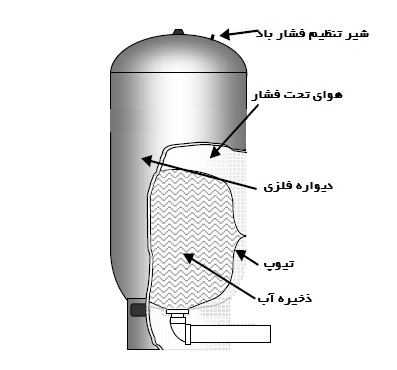 شیر تنظیم فشار باد
هوای تحت فشار
دیواره فلزی
تیوپ
ذخیره آب